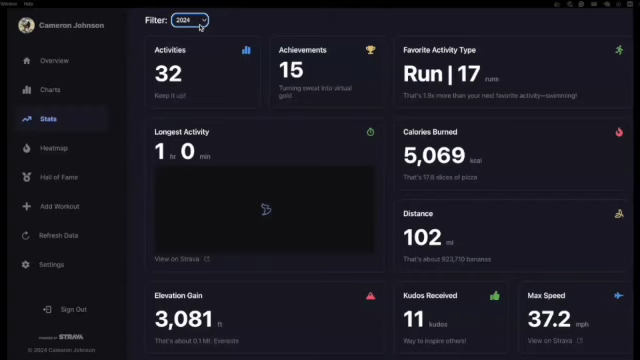 Window Help
Cameron Johnson
Filter: 2024
Overview
Charts
Stats
Heatmap
Hall of Fame
Add Workout
Refresh Data
Settings
Sign Out
POWERED BY STRAVA
© 2024 Cameron Johnson
Activities
32
Keep it up!
Achievements
15
Turning sweat into virtual
gold
Favorite Activity Type
Run | 17 runs
That's 1.9x more than your next favorite activity—swimming!
Longest Activity
1 hr 0 min
View on Strava
Calories Burned
5,069 kcal
That's 17.8 slices of pizza
Distance
102 mi
That's about 923,710 bananas
Elevation Gain
3,081 ft
That's about 0.1 Mt. Everests
Kudos Received
11 kudos
Way to inspire others!
Max Speed
37.2 mph
View on Strava